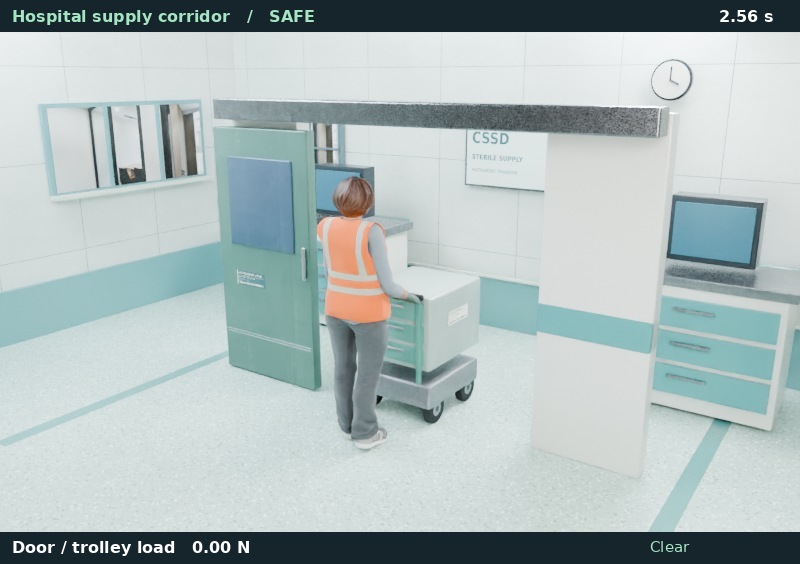 Hospital supply corridor / SAFE
2.56 s
CSSD
STERILE SUPPLY
Door / trolley load 0.00 N
Clear